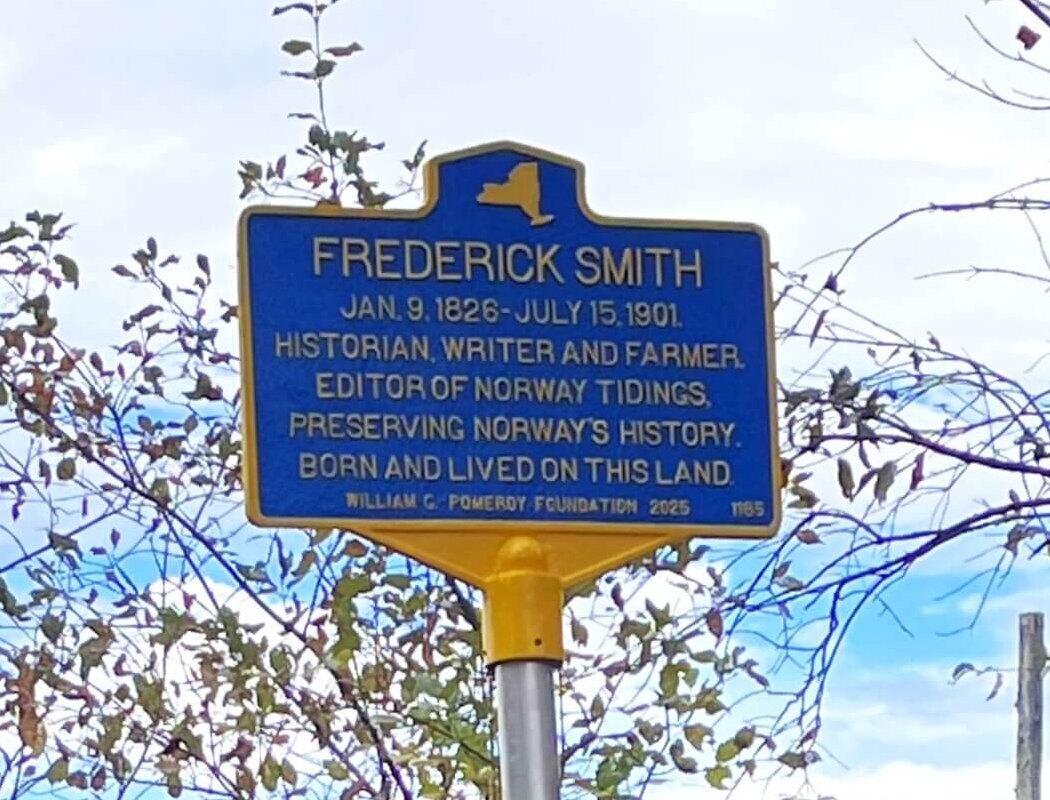 FREDERICK SMITH
JAN. 9, 1826-JULY 15, 1901.
HISTORIAN, WRITER AND FARMER.
EDITOR OF NORWAY TIDINGS,
PRESERVING NORWAY'S HISTORY.
BORN AND LIVED ON THIS LAND.
WILLIAM G. POMEROY FOUNDATION 2025 1185